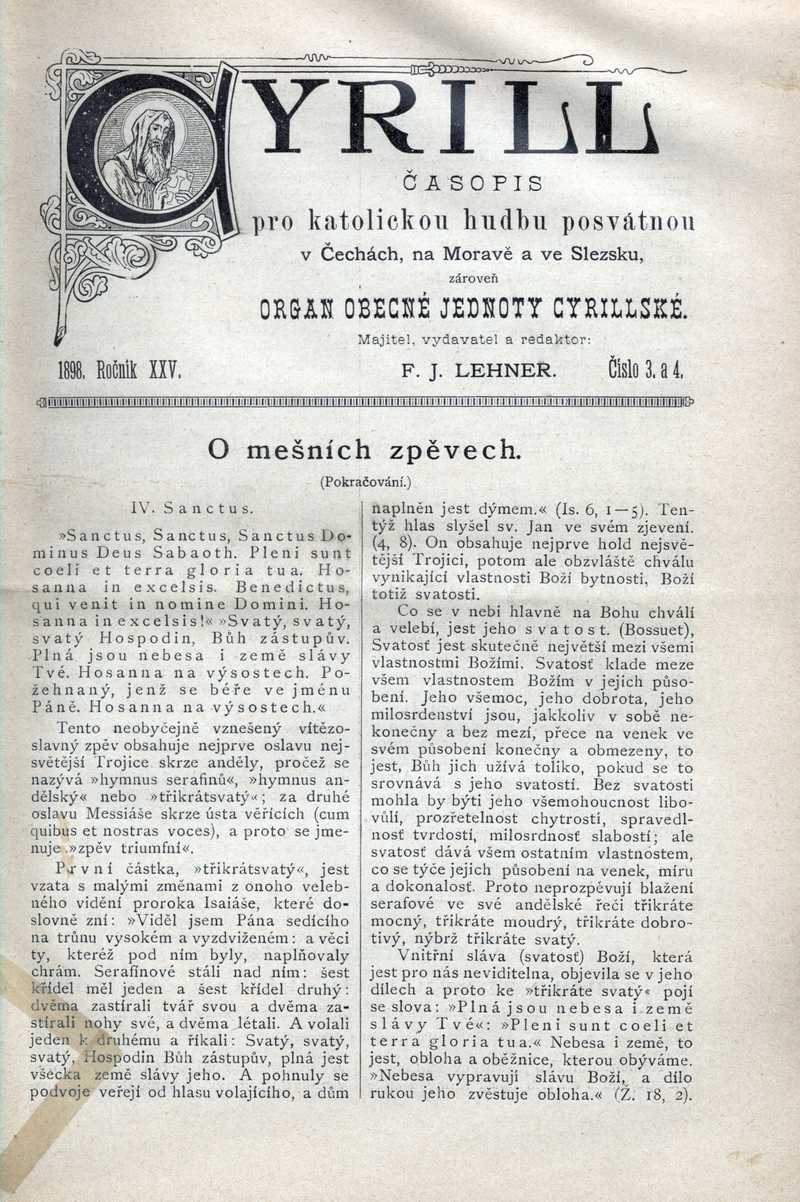 CYRILL
ČASOPIS
pro katolickou hudbu posvátnou
v Čechách, na Moravě a ve Slezsku,
zároveň
ORGAN OBECNÉ JEDNOTY CYRILLSKÉ.
Majitel, vydavatel a redaktor:
1898. Ročník XXV. F. J. LEHNER. Číslo 3. a 4.
O mešních zpěvech.
(Pokračování.)
IV. Sanctus.
»Sanctus, Sanctus, Sanctus Do-
minus Deus Sabaoth. Pleni sunt
coeli et terra gloria tua. Ho-
sanna in excelsis. Benedictus,
qui venit in nomine Domini. Ho-
sanna in excelsis!« »Svatý, svatý,
svatý Hospodin, Bůh zástupův.
Plná jsou nebesa i země slávy
Tvé. Hosanna na výsostech. Po-
žehnaný, jenž se béře ve jménu
Páně. Hosanna na výsostech.«
Tento neobyčejně vznešený vítězo-
slavný zpěv obsahuje nejprve oslavu nej-
světější Trojice skrze anděly, pročež se
nazývá »hymnus serafinů«, »hymnus an-
dělský« nebo »třikrátsvatý«; za druhé
oslavu Messiáše skrze ústa věřících (cum
quibus et nostras voces), a proto se jme-
nuje »zpěv triumfní«.
První částka, »třikrátsvatý«, jest
vzata s malými změnami z onoho veleb-
ného vidění proroka Isaiáše, které do-
slovně zní: »Viděl jsem Pána sedícího
na trůnu vysokém a vyzdviženém: a věci
ty, kteréž pod ním byly, naplňovaly
chrám. Serafínové stáli nad ním: šest
křídel měl jeden a šest křídel druhý:
dvěma zastírali tvář svou a dvěma za-
stírali nohy své, a dvěma létali. A volali
jeden k druhému a říkali: Svatý, svatý,
svatý, Hospodin Bůh zástupův, plná jest
všecka země slávy jeho. A pohnuly se
podvoje veřejí od hlasu volajícího, a dům
naplněn jest dýmem.« (Is. 6, 1—5). Ten-
týž hlas slyšel sv. Jan ve svém zjevení.
(4, 8). On obsahuje nejprve hold nejsvě-
tější Trojici, potom ale obzvláště chválu
vynikající vlastnosti Boží bytnosti, Boží
totiž svatosti.
Co se v nebi hlavně na Bohu chválí
a velebí, jest jeho svatost. (Bossuet),
Svatosť jest skutečně největší mezi všemi
vlastnostmi Božími. Svatosť klade meze
všem vlastnostem Božím v jejich půso-
bení. Jeho všemoc, jeho dobrota, jeho
milosrdenství jsou, jakkoliv v sobě ne-
konečny a bez mezí, přece na venek ve
svém působení konečny a obmezeny, to
jest, Bůh jich užívá toliko, pokud se to
srovnává s jeho svatostí. Bez svatosti
mohla by býti jeho všemohoucnost libo-
vůlí, prozřetelnost chytrostí, spravedl-
nosť tvrdostí, milosrdnosť slabostí; ale
svatosť dává všem ostatním vlastnostem,
co se týče jejich působení na venek, míru
a dokonalosť. Proto neprozpěvují blažení
serafové ve své andělské řeči třikráte
mocný, třikráte moudrý, třikráte dobro-
tivý, nýbrž třikráte svatý.
Vnitřní sláva (svatosť) Boží, která
jest pro nás neviditelna, objevila se v jeho
dílech a proto ke »třikráte svatý« pojí
se slova: »Plná jsou nebesa i země
slávy Tvé«: »Pleni sunt coeli et
terra gloria tua.« Nebesa i země, to
jest, obloha a oběžnice, kterou obýváme.
»Nebesa vypravují slávu Boží, a dílo
rukou jeho zvěstuje obloha.« (Ž. 18, 2).